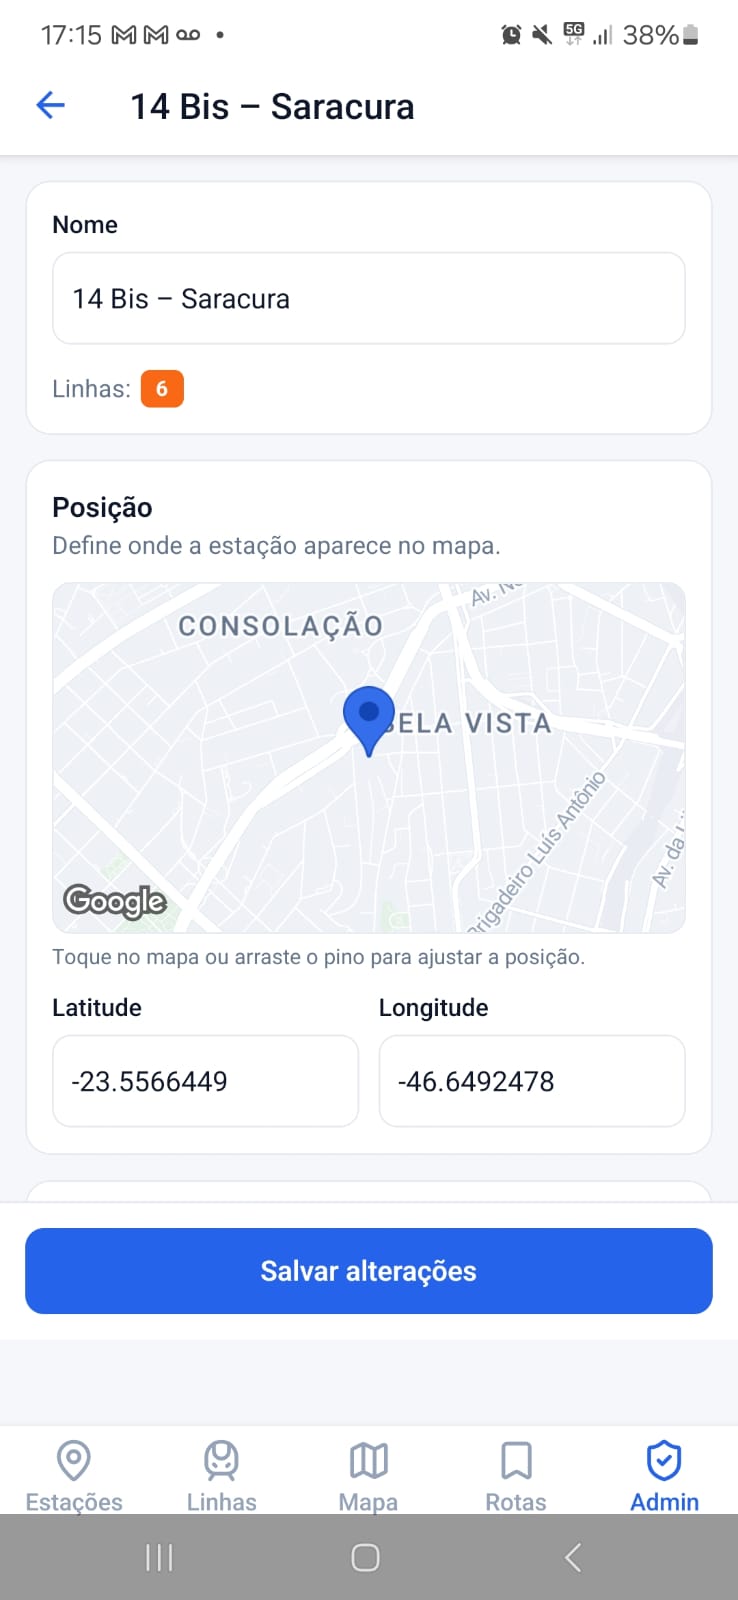 17:15
5G
38%
14 Bis – Saracura
Nome
14 Bis – Saracura
Linhas: 6
Posição
Define onde a estação aparece no mapa.
Av.
CONSOLAÇÃO
ELA VISTA
Brigadeiro Luís Antônio
Av. da
Google
Toque no mapa ou arraste o pino para ajustar a posição.
Latitude
Longitude
-23.5566449
-46.6492478
Salvar alterações
Estações
Linhas
Mapa
Rotas
Admin